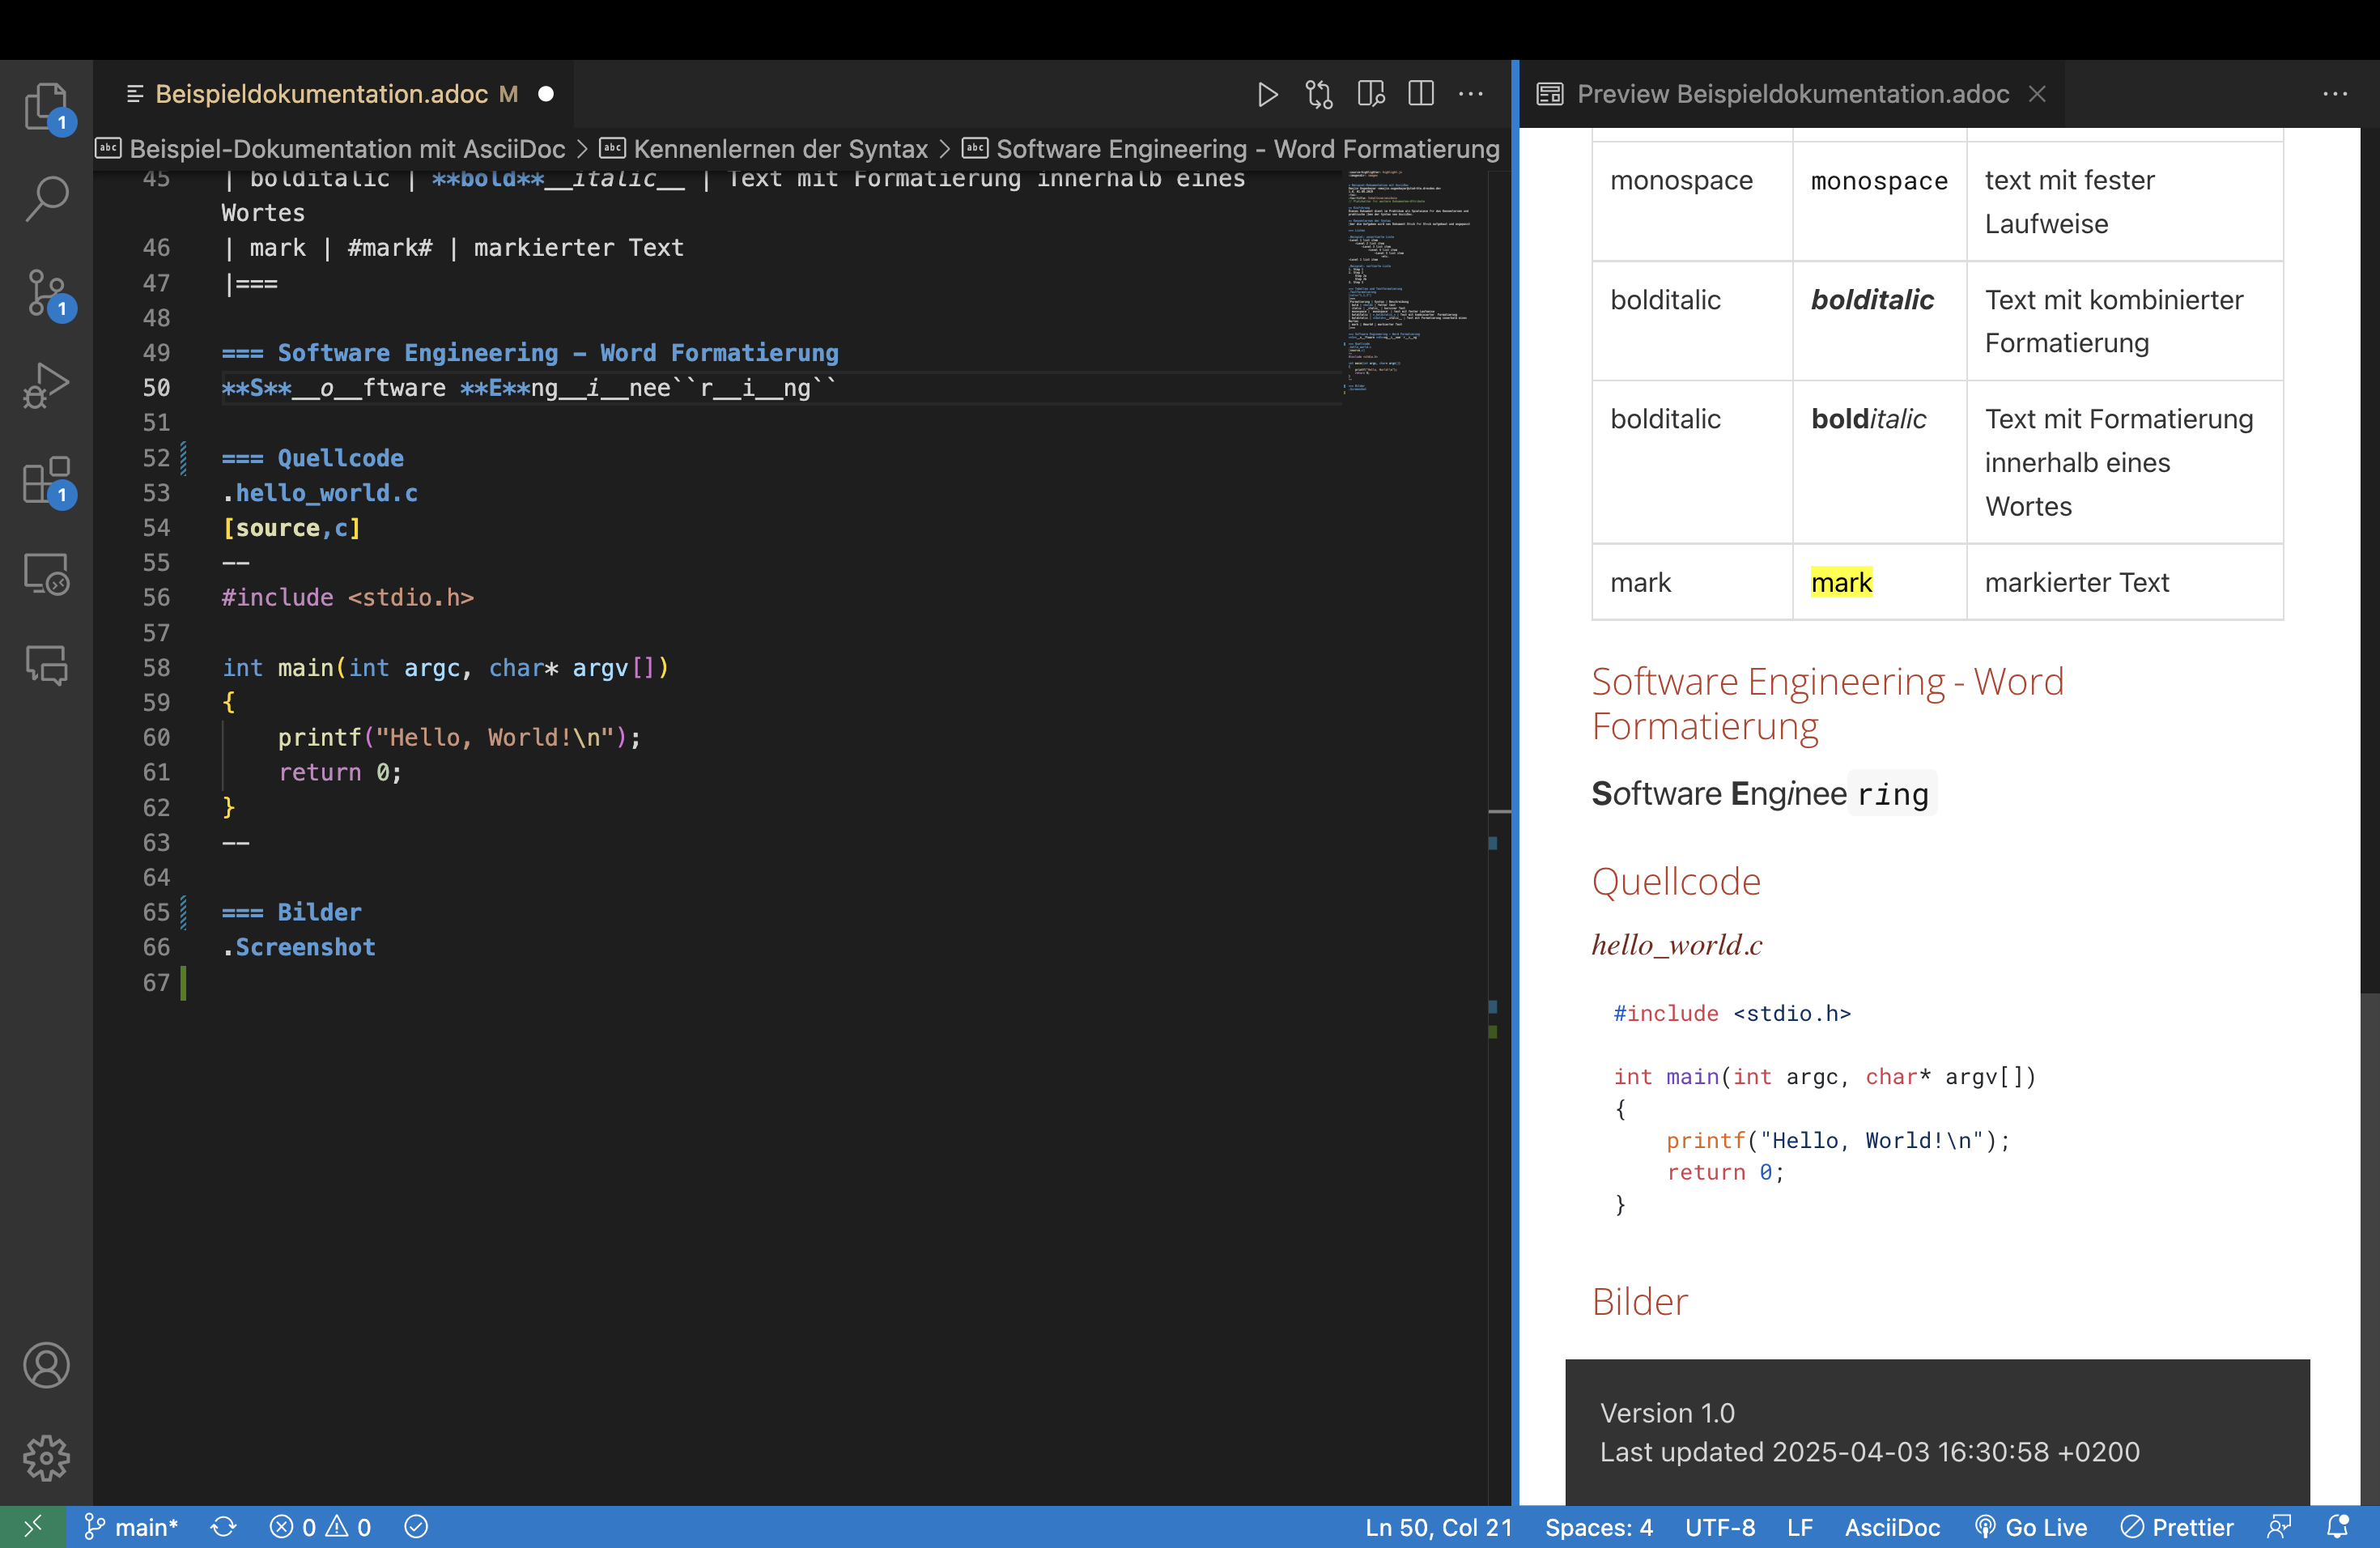 Beispieldokumentation.adoc M
Preview Beispieldokumentation.adoc
Beispiel-Dokumentation mit AsciiDoc > Kennenlernen der Syntax > Software Engineering - Word Formatierung
45 | bolditalic | **bold**__italic__ | Text mit Formatierung innerhalb eines
Wortes
46 | mark | #mark# | markierter Text
47 |===
48
49 === Software Engineering – Word Formatierung
50 **S**__o__ftware **E**ng__i__nee``r__i__ng``
51
52 === Quellcode
53 .hello_world.c
54 [source,c]
55 --
56 #include <stdio.h>
57
58 int main(int argc, char* argv[])
59 {
60 printf("Hello, World!\n");
61 return 0;
62 }
63 --
64
65 === Bilder
66 .Screenshot
67
monospace monospace text mit fester
Laufweise
bolditalic bolditalic Text mit kombinierter
Formatierung
bolditalic bolditalic Text mit Formatierung
innerhalb eines
Wortes
mark mark markierter Text
Software Engineering - Word
Formatierung
Software Engineering
Quellcode
hello_world.c
#include <stdio.h>
int main(int argc, char* argv[])
{
printf("Hello, World!\n");
return 0;
}
Bilder
Version 1.0
Last updated 2025-04-03 16:30:58 +0200
1
1
1
main* 0 0 Ln 50, Col 21 Spaces: 4 UTF-8 LF AsciiDoc Go Live Prettier